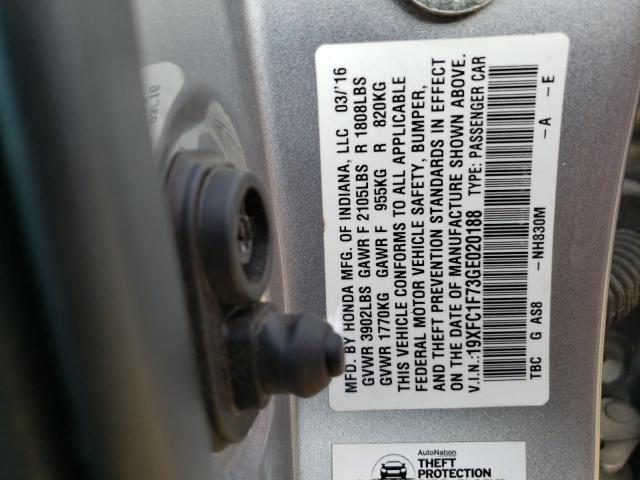 MFD. BY HONDA MFG. OF INDIANA, LLC 03/'16
GVWR 3902LBS GAWR F 2105LBS R 1808LBS
GVWR 1770KG GAWR F 955KG R 820KG
THIS VEHICLE CONFORMS TO ALL APPLICABLE
FEDERAL MOTOR VEHICLE SAFETY, BUMPER,
AND THEFT PREVENTION STANDARDS IN EFFECT
ON THE DATE OF MANUFACTURE SHOWN ABOVE.
V.I.N.:19XFC1F73GE020188 TYPE: PASSENGER CAR
TBC G AS8 -NH830M -A -E
AutoNation
THEFT
PROTECTION